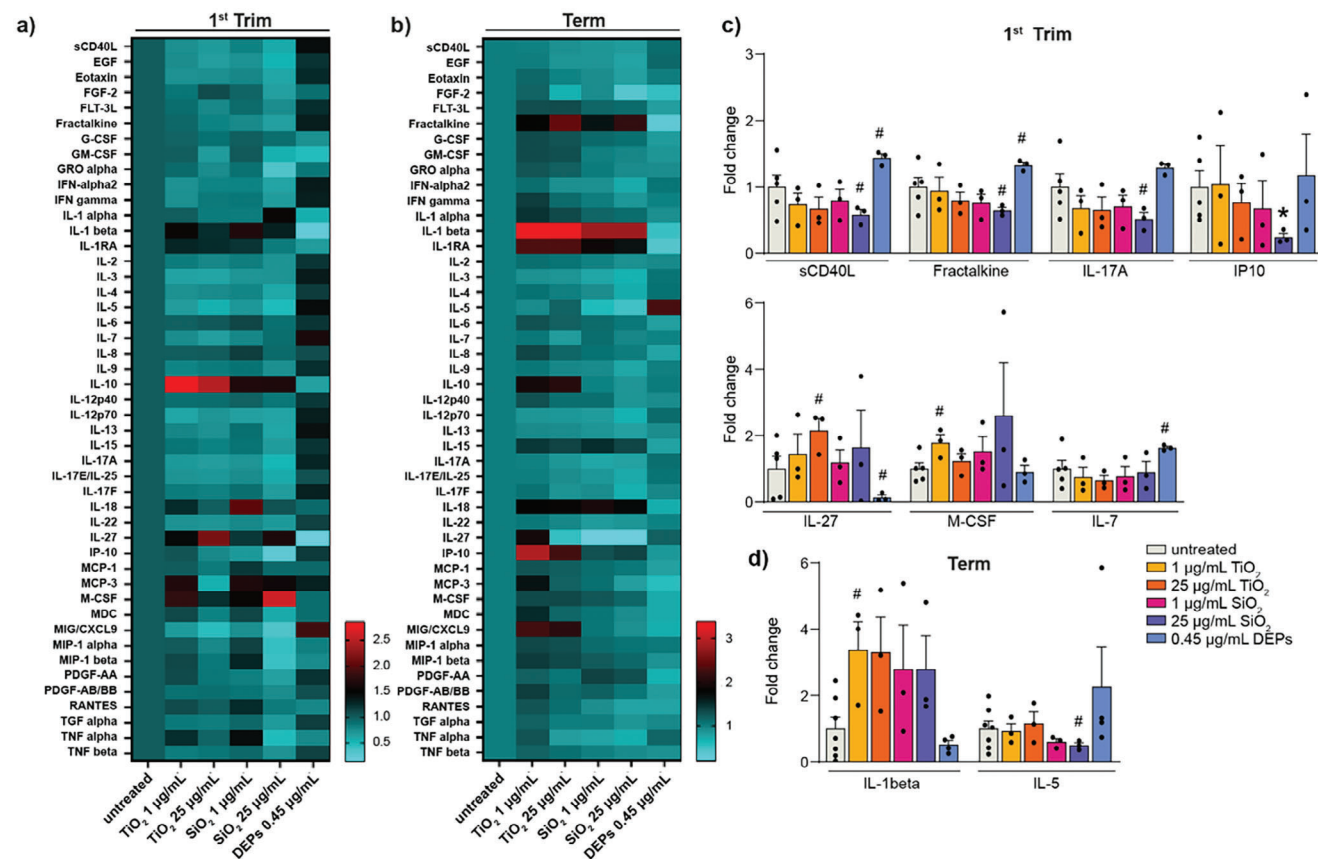 a)
1st Trim
sCD40L
EGF
Eotaxin
FGF-2
FLT-3L
Fractalkine
G-CSF
GM-CSF
GRO alpha
IFN-alpha2
IFN gamma
IL-1 alpha
IL-1 beta
IL-1RA
IL-2
IL-3
IL-4
IL-5
IL-6
IL-7
IL-8
IL-9
IL-10
IL-12p40
IL-12p70
IL-13
IL-15
IL-17A
IL-17E/IL-25
IL-17F
IL-18
IL-22
IL-27
IP-10
MCP-1
MCP-3
M-CSF
MDC
MIG/CXCL9
MIP-1 alpha
MIP-1 beta
PDGF-AA
PDGF-AB/BB
RANTES
TGF alpha
TNF alpha
TNF beta
untreated
TiO2 1 µg/mL
TiO2 25 µg/mL
SiO2 1 µg/mL
SiO2 25 µg/mL
DEPs 0.45 µg/mL
2.5
2.0
1.5
1.0
0.5
b)
Term
sCD40L
EGF
Eotaxin
FGF-2
FLT-3L
Fractalkine
G-CSF
GM-CSF
GRO alpha
IFN-alpha2
IFN gamma
IL-1 alpha
IL-1 beta
IL-1RA
IL-2
IL-3
IL-4
IL-5
IL-6
IL-7
IL-8
IL-9
IL-10
IL-12p40
IL-12p70
IL-13
IL-15
IL-17A
IL-17E/IL-25
IL-17F
IL-18
IL-22
IL-27
IP-10
MCP-1
MCP-3
M-CSF
MDC
MIG/CXCL9
MIP-1 alpha
MIP-1 beta
PDGF-AA
PDGF-AB/BB
RANTES
TGF alpha
TNF alpha
TNF beta
untreated
TiO2 1 µg/mL
TiO2 25 µg/mL
SiO2 1 µg/mL
SiO2 25 µg/mL
DEPs 0.45 µg/mL
3
2
1
c)
1st Trim
Fold change
3
2
1
0
# # # # # *
sCD40L Fractalkine IL-17A IP10
Fold change
6
4
2
0
# # # #
IL-27 M-CSF IL-7
d)
Term
Fold change
6
4
2
0
# #
IL-1beta IL-5
untreated
1 µg/mL TiO2
25 µg/mL TiO2
1 µg/mL SiO2
25 µg/mL SiO2
0.45 µg/mL DEPs